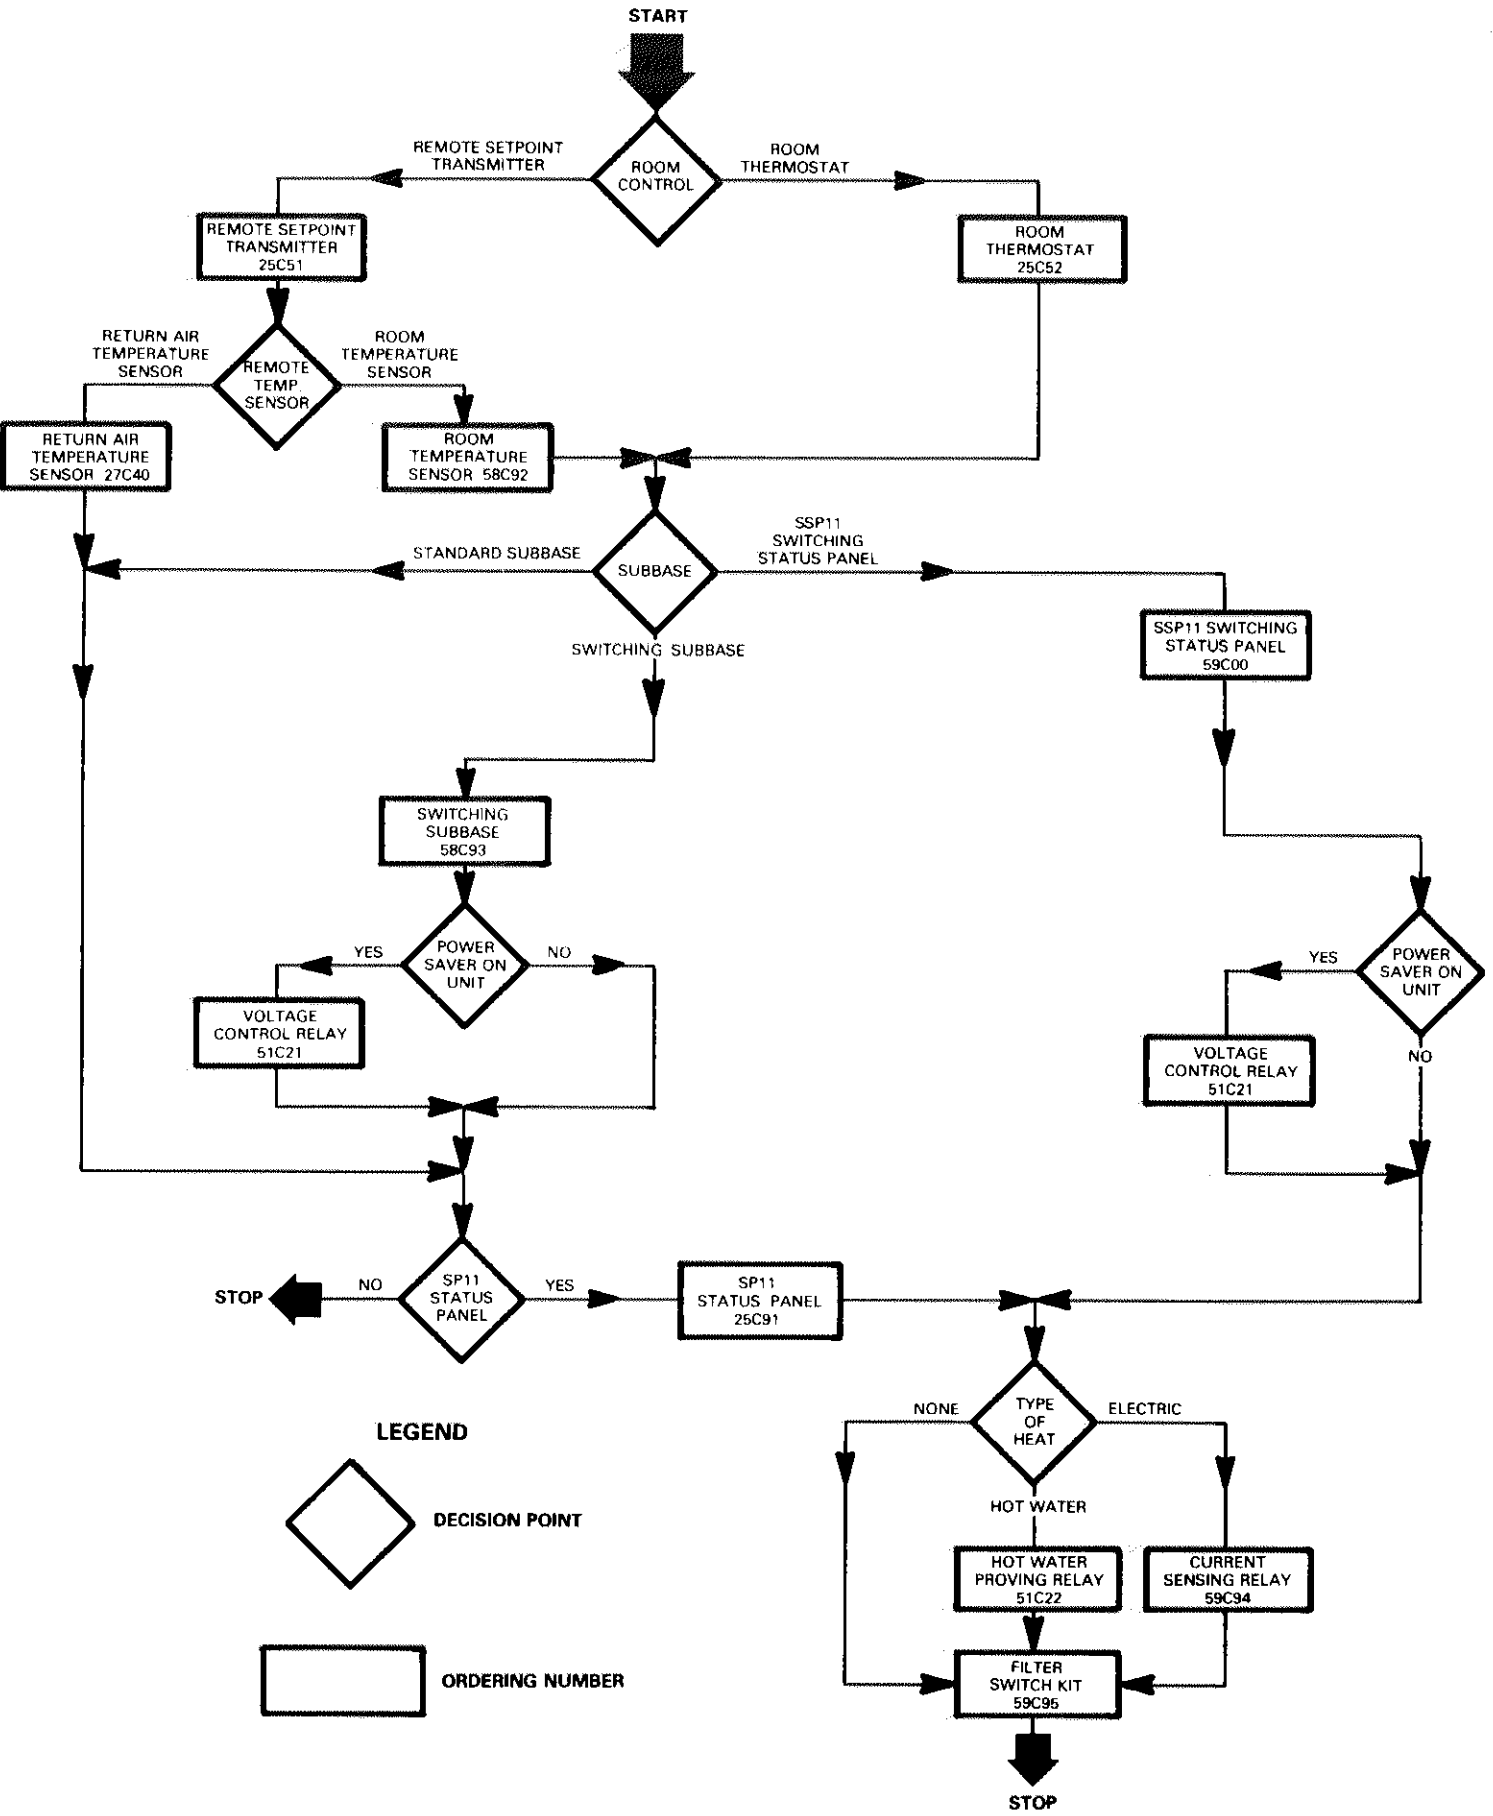 START
REMOTE SETPOINT
TRANSMITTER
ROOM
CONTROL
ROOM
THERMOSTAT
REMOTE SETPOINT
TRANSMITTER
25C51
ROOM
THERMOSTAT
25C52
RETURN AIR
TEMPERATURE
SENSOR
REMOTE
TEMP.
SENSOR
ROOM
TEMPERATURE
SENSOR
RETURN AIR
TEMPERATURE
SENSOR 27C40
ROOM
TEMPERATURE
SENSOR 58C92
STANDARD SUBBASE
SUBBASE
SSP11
SWITCHING
STATUS PANEL
SWITCHING SUBBASE
SSP11 SWITCHING
STATUS PANEL
59C00
SWITCHING
SUBBASE
58C93
YES
POWER
SAVER ON
UNIT
NO
YES
POWER
SAVER ON
UNIT
NO
VOLTAGE
CONTROL RELAY
51C21
VOLTAGE
CONTROL RELAY
51C21
STOP
NO
SP11
STATUS
PANEL
YES
SP11
STATUS PANEL
25C91
NONE
TYPE
OF
HEAT
ELECTRIC
HOT WATER
HOT WATER
PROVING RELAY
51C22
CURRENT
SENSING RELAY
59C94
FILTER
SWITCH KIT
59C95
STOP
LEGEND
DECISION POINT
ORDERING NUMBER